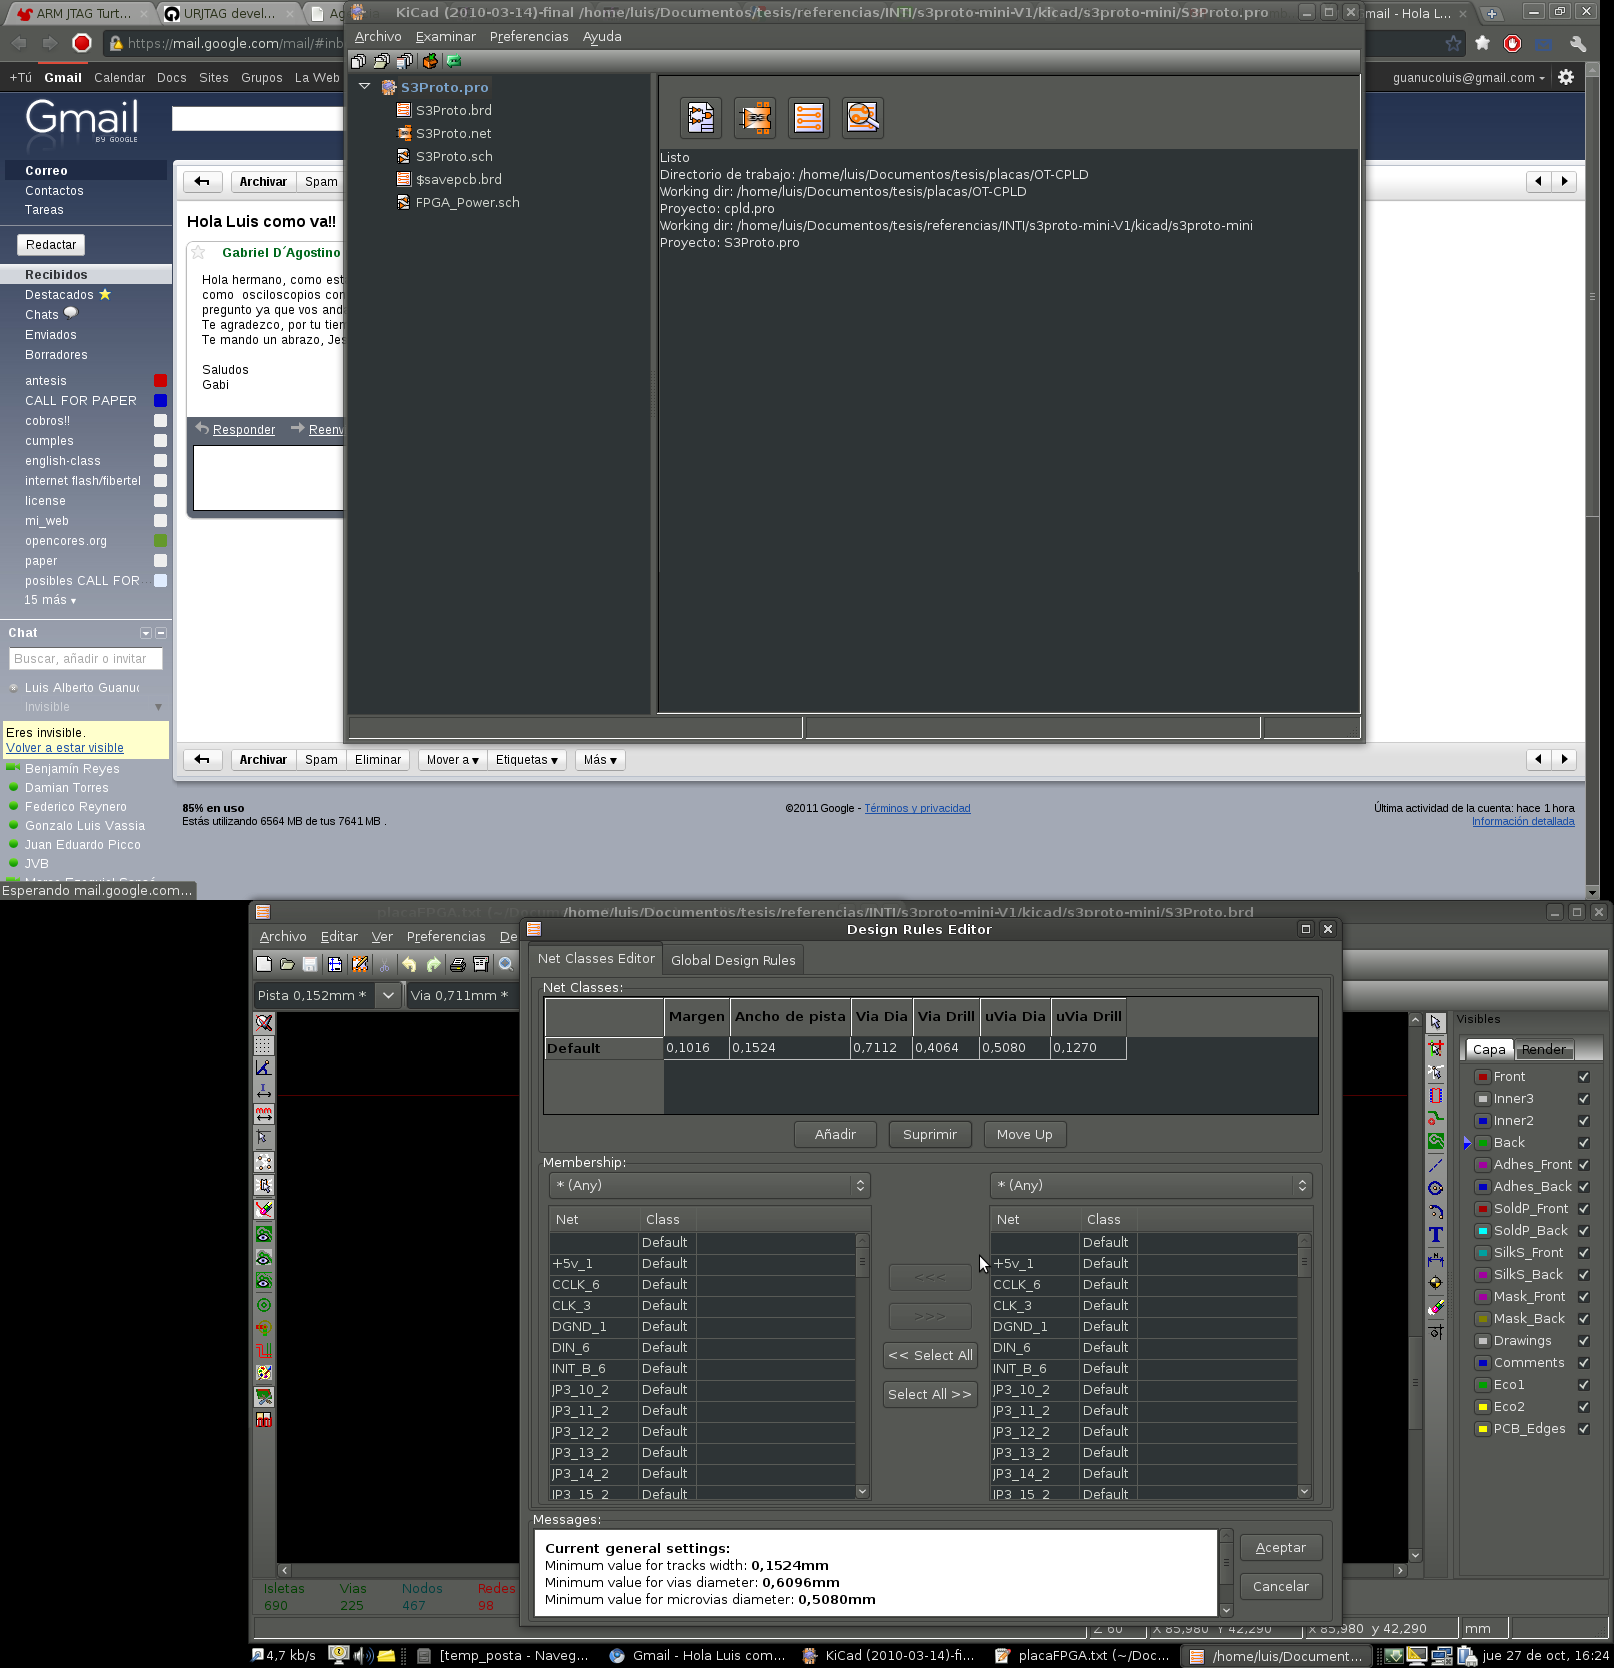 ARM JTAG Turt...
URJTAG devel...
KiCad (2010-03-14)-final /home/luis/Documentos/tesis/referencias/INTI/s3proto-mini-V1/kicad/s3proto-mini/S3Proto.pro
mail - Hola L...
https://mail.google.com/mail/#inb
Archivo Examinar Preferencias Ayuda
+Tú Gmail Calendar Docs Sites Grupos La Web
guanucoluis@gmail.com
Gmail
BY GOOGLE
S3Proto.pro
S3Proto.brd
S3Proto.net
S3Proto.sch
$savepcb.brd
FPGA_Power.sch
Listo
Directorio de trabajo: /home/luis/Documentos/tesis/placas/OT-CPLD
Working dir: /home/luis/Documentos/tesis/placas/OT-CPLD
Proyecto: cpld.pro
Working dir: /home/luis/Documentos/tesis/referencias/INTI/s3proto-mini-V1/kicad/s3proto-mini
Proyecto: S3Proto.pro
Correo
Contactos
Tareas
Redactar
Recibidos
Destacados
Chats
Enviados
Borradores
antesis
CALL FOR PAPER
cobros!!
cumples
english-class
internet flash/fibertel
license
mi_web
opencores.org
paper
posibles CALL FOR...
15 más
Chat
Buscar, añadir o invitar
Luis Alberto Guanuc
Invisible
Eres invisible.
Volver a estar visible
Benjamín Reyes
Damian Torres
Federico Reynero
Gonzalo Luis Vassia
Juan Eduardo Picco
JVB
Esperando mail.google.com...
Archivar Spam
Hola Luis como va!!
Gabriel D´Agostino
Hola hermano, como est
como osciloscopios con
pregunto ya que vos and
Te agradezco, por tu tien
Te mando un abrazo, Jes
Saludos
Gabi
Responder Reenv
Archivar Spam Eliminar Mover a Etiquetas Más
85% en uso
Estás utilizando 6564 MB de tus 7641 MB .
©2011 Google - Términos y privacidad
Última actividad de la cuenta: hace 1 hora
Información detallada
placaFPGA.txt (~/Docum /home/luis/Documentos/tesis/referencias/INTI/s3proto-mini-V1/kicad/s3proto-mini/S3Proto.brd
Archivo Editar Ver Preferencias De
Pista 0,152mm * Via 0,711mm *
Design Rules Editor
Net Classes Editor Global Design Rules
Net Classes:
Margen Ancho de pista Via Dia Via Drill uVia Dia uVia Drill
Default 0,1016 0,1524 0,7112 0,4064 0,5080 0,1270
Añadir Suprimir Move Up
Membership:
* (Any) * (Any)
Net Class Net Class
Default Default
+5v_1 Default +5v_1 Default
CCLK_6 Default CCLK_6 Default
<<<
CLK_3 Default CLK_3 Default
>>>
DGND_1 Default DGND_1 Default
DIN_6 Default DIN_6 Default
<< Select All
INIT_B_6 Default INIT_B_6 Default
JP3_10_2 Default JP3_10_2 Default
Select All >>
JP3_11_2 Default JP3_11_2 Default
JP3_12_2 Default JP3_12_2 Default
JP3_13_2 Default JP3_13_2 Default
JP3_14_2 Default JP3_14_2 Default
JP3_15_2 Default JP3_15_2 Default
Messages:
Current general settings:
Minimum value for tracks width: 0,1524mm
Minimum value for vias diameter: 0,6096mm
Minimum value for microvias diameter: 0,5080mm
Aceptar
Cancelar
Visibles
Capa Render
Front
Inner3
Inner2
Back
Adhes_Front
Adhes_Back
SoldP_Front
SoldP_Back
SilkS_Front
SilkS_Back
Mask_Front
Mask_Back
Drawings
Comments
Eco1
Eco2
PCB_Edges
Isletas Vias Nodos Redes
690 225 467 98
Z 60 X 85,980 Y 42,290 x 85,980 y 42,290 mm
4,7 kb/s [temp_posta - Naveg... Gmail - Hola Luis com... KiCad (2010-03-14)-fi... placaFPGA.txt (~/Doc... /home/luis/Document... jue 27 de oct, 16:24